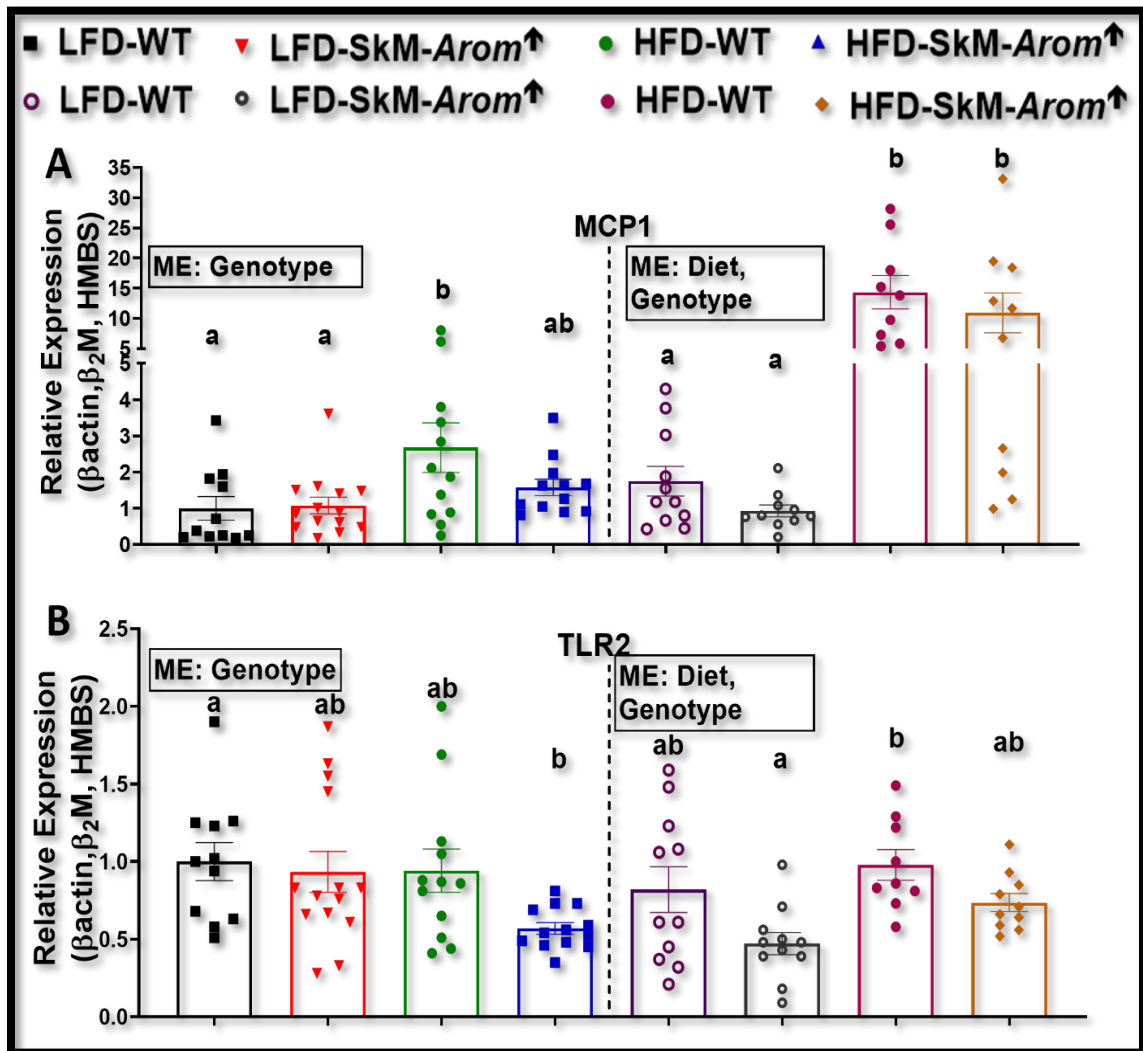 LFD-WT LFD-SkM-Arom↑ HFD-WT HFD-SkM-Arom↑
LFD-WT LFD-SkM-Arom↑ HFD-WT HFD-SkM-Arom↑
A
Relative Expression
(βactin,β₂M, HMBS)
35
30
25
20
15
10
5
5
4
3
2
1
0
MCP1
ME: Genotype
ME: Diet,
Genotype
a a b ab a a b b
B
Relative Expression
(βactin,β₂M, HMBS)
2.5
2.0
1.5
1.0
0.5
0.0
TLR2
ME: Genotype
ME: Diet,
Genotype
a ab ab b ab a b ab